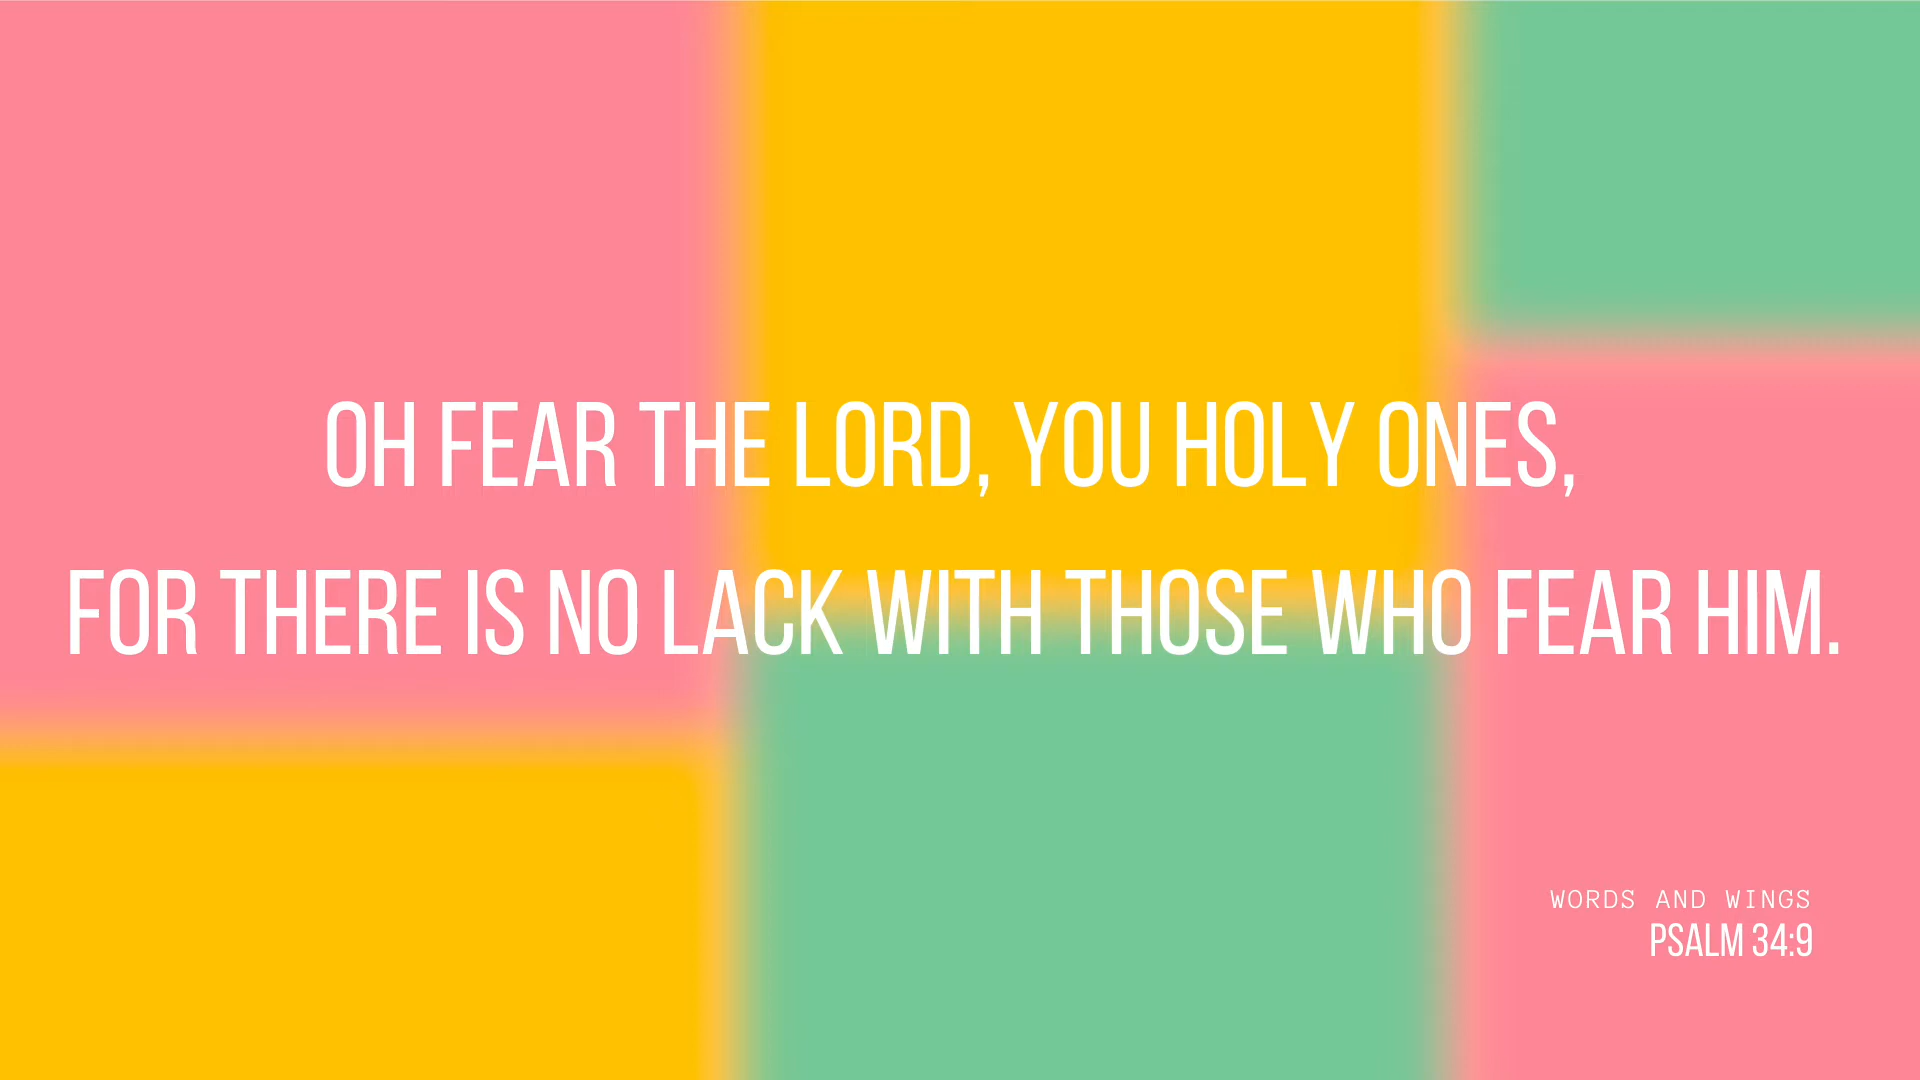 OH FEAR THE LORD, YOU HOLY ONES,
FOR THERE IS NO LACK WITH THOSE WHO FEAR HIM.
WORDS AND WINGS
PSALM 34:9